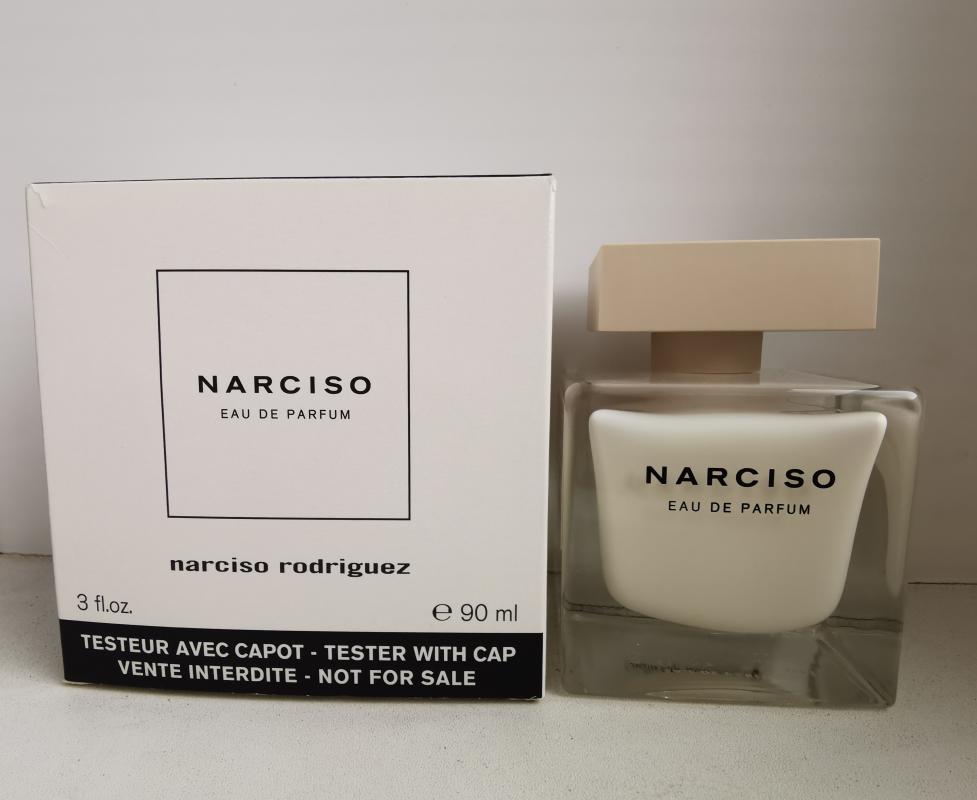 NARCISO
EAU DE PARFUM
narciso rodriguez
3 fl.oz.
℮ 90 ml
TESTEUR AVEC CAPOT - TESTER WITH CAP
VENTE INTERDITE - NOT FOR SALE
NARCISO
EAU DE PARFUM